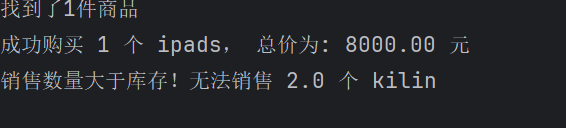 找到了1件商品
成功购买 1 个 ipads， 总价为: 8000.00 元
销售数量大于库存！无法销售 2.0 个 kilin